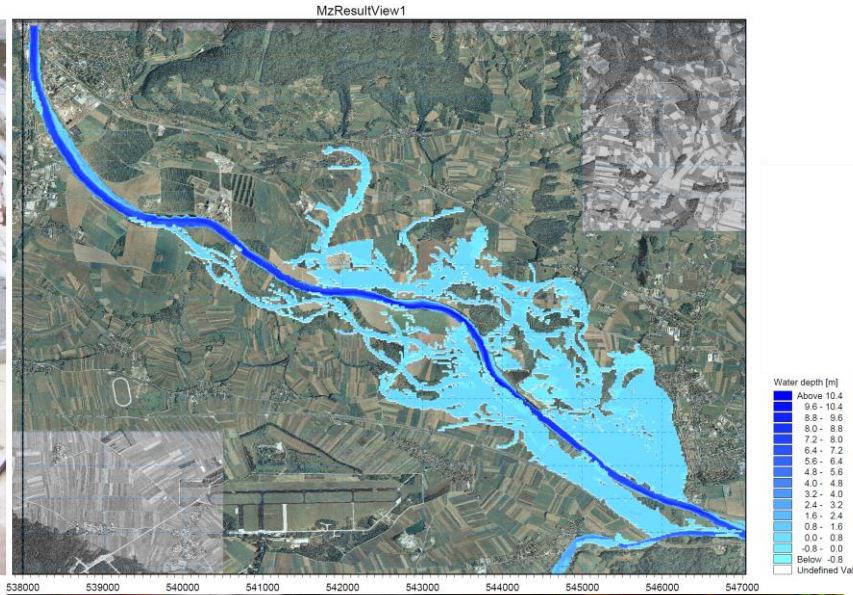 MzResultView1
Water depth [m]
Above 10.4
9.6 - 10.4
8.8 - 9.6
8.0 - 8.8
7.2 - 8.0
6.4 - 7.2
5.6 - 6.4
4.8 - 5.6
4.0 - 4.8
3.2 - 4.0
2.4 - 3.2
1.6 - 2.4
0.8 - 1.6
0.0 - 0.8
-0.8 - 0.0
Below -0.8
Undefined Val
538000 539000 540000 541000 542000 543000 544000 545000 546000 547000